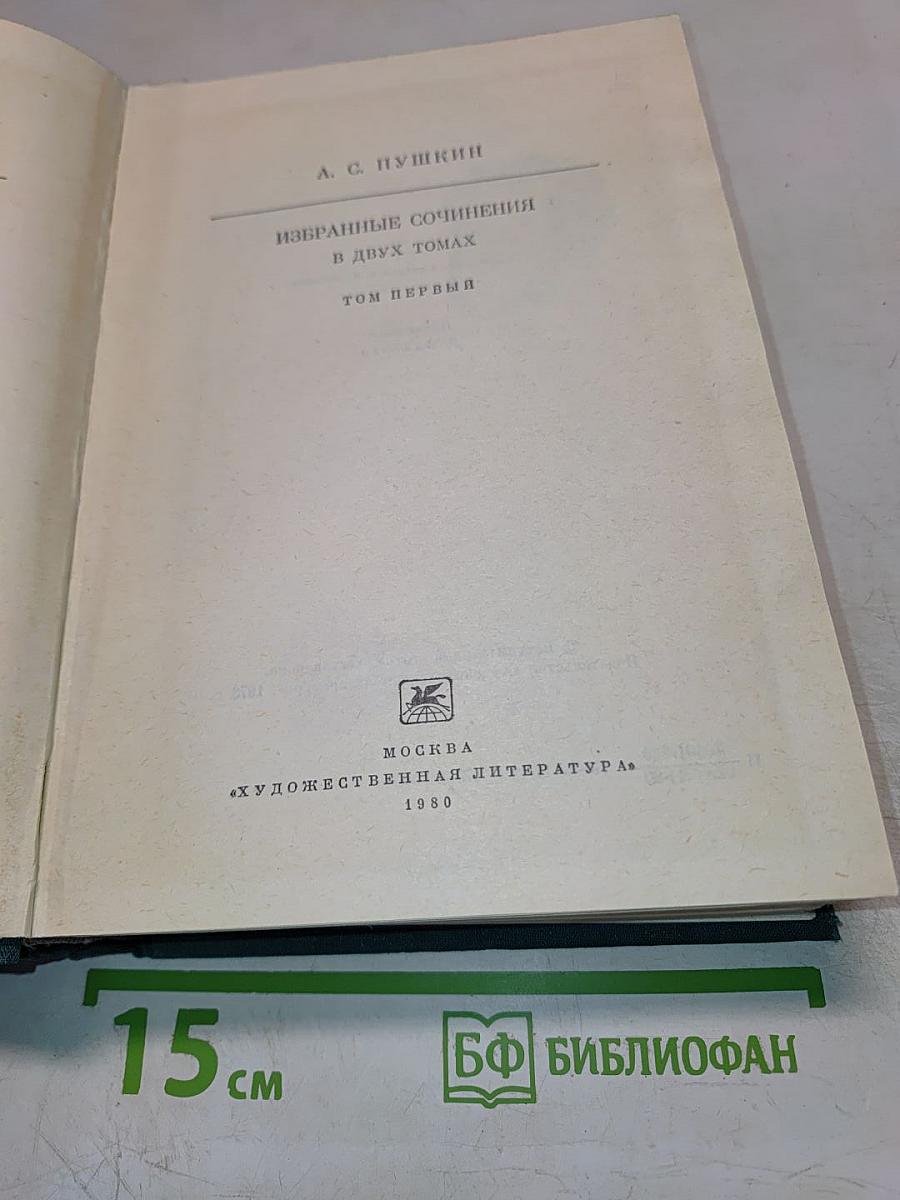 А. С. ПУШКИН
ИЗБРАННЫЕ СОЧИНЕНИЯ
В ДВУХ ТОМАХ
ТОМ ПЕРВЫЙ
МОСКВА
«ХУДОЖЕСТВЕННАЯ ЛИТЕРАТУРА»
1980
15 см
БФ БИБЛИОФАН